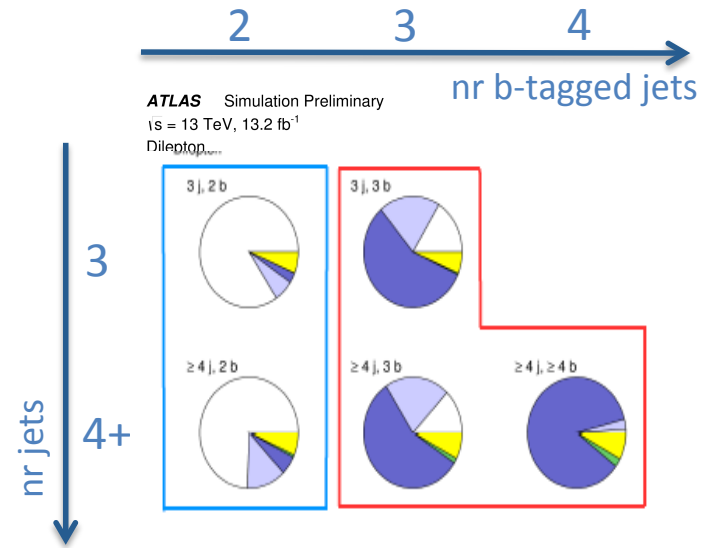 2 3 4
nr b-tagged jets
ATLAS Simulation Preliminary
√s = 13 TeV, 13.2 fb-1
Dilepton
3 j, 2 b
3 j, 3 b
3
≥ 4 j, 2 b
≥ 4 j, 3 b
≥ 4 j, ≥ 4 b
4+
nr jets